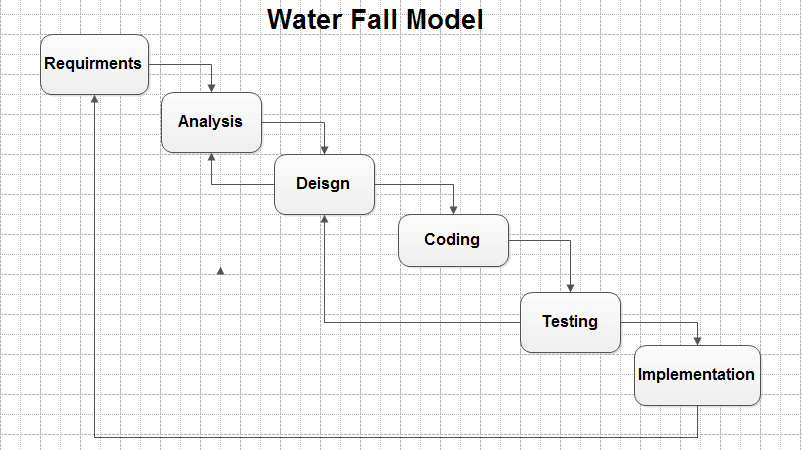 Water Fall Model
Requirments
Analysis
Deisgn
Coding
Testing
Implementation